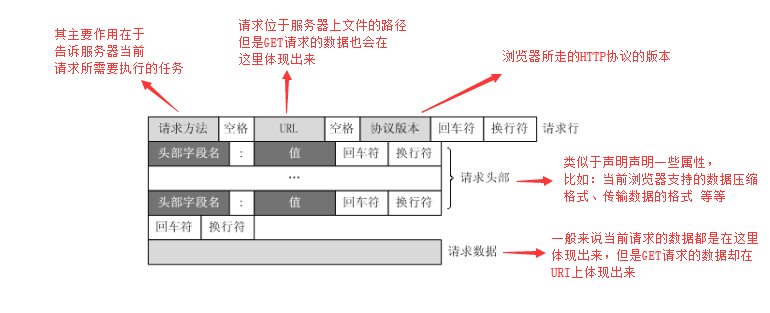 其主要作用在于
告诉服务器当前
请求所需要执行的任务
请求位于服务器上文件的路径
但是GET请求的数据也会在
这里体现出来
浏览器所走的HTTP协议的版本
请求方法 空格 URL 空格 协议版本 回车符 换行符 请求行
头部字段名 : 值 回车符 换行符
...
头部字段名 : 值 回车符 换行符
请求头部
类似于声明声明一些属性，
比如：当前浏览器支持的数据压缩
格式、传输数据的格式 等等
回车符 换行符
请求数据
一般来说当前请求的数据都是在这里
体现出来，但是GET请求的数据却在
URI上体现出来